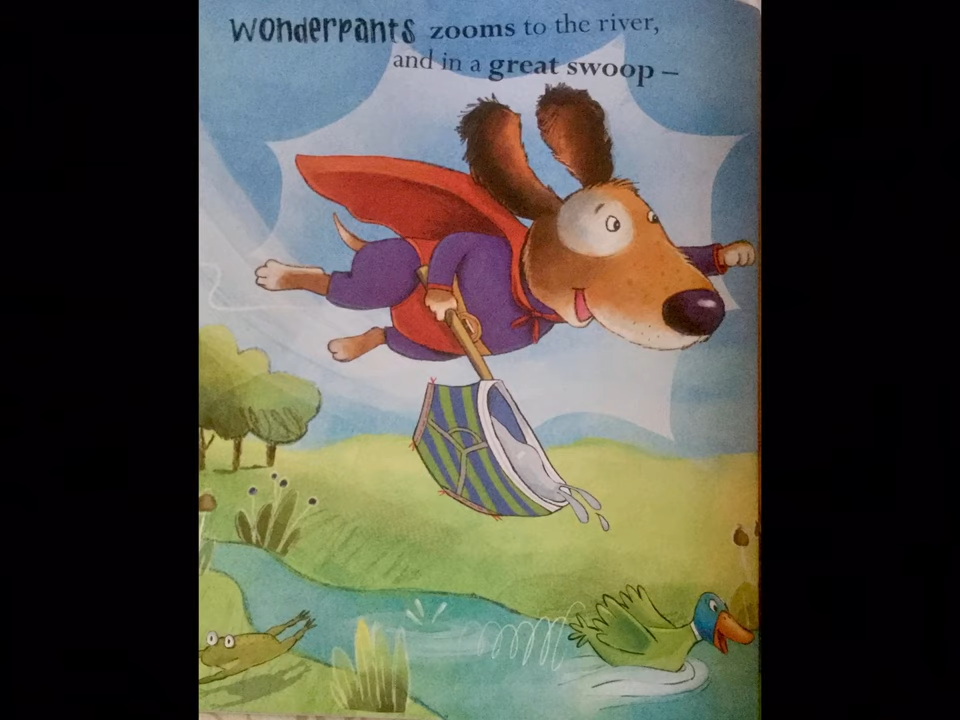 wonderpants zooms to the river,
and in a great swoop –